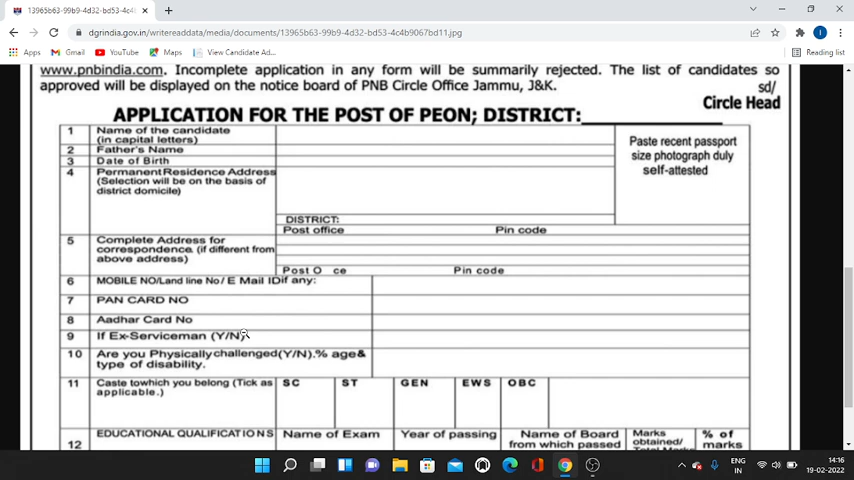 13965b63-99b9-4d32-bd53-4c4b
dgrindia.gov.in/writereaddata/media/documents/13965b63-99b9-4d32-bd53-4c4b9067bd11.jpg
Apps Gmail YouTube Maps View Candidate Ad... Reading list
www.pnbindia.com. Incomplete application in any form will be summarily rejected. The list of candidates so
approved will be displayed on the notice board of PNB Circle Office Jammu, J&K.
sd/
Circle Head
APPLICATION FOR THE POST OF PEON; DISTRICT:
1 Name of the candidate
(in capital letters)
Paste recent passport
size photograph duly
self-attested
2 Father's Name
3 Date of Birth
4 Permanent Residence Address
(Selection will be on the basis of
district domicile)
DISTRICT:
Post office Pin code
5 Complete Address for
correspondence (if different from
above address)
Post O ce Pin code
6 MOBILE NO/Land line No/ E Mail IDif any:
7 PAN CARD NO
8 Aadhar Card No
9 If Ex-Serviceman (Y/N)
10 Are you Physically challenged(Y/N).% age&
type of disability.
11 Caste towhich you belong (Tick as
applicable.)
SC ST GEN EWS OBC
12 EDUCATIONAL QUALIFICATIONS Name of Exam Year of passing Name of Board
from which passed
Marks
obtained/
Total Marks
% of
marks
ENG
IN
14:16
19-02-2022